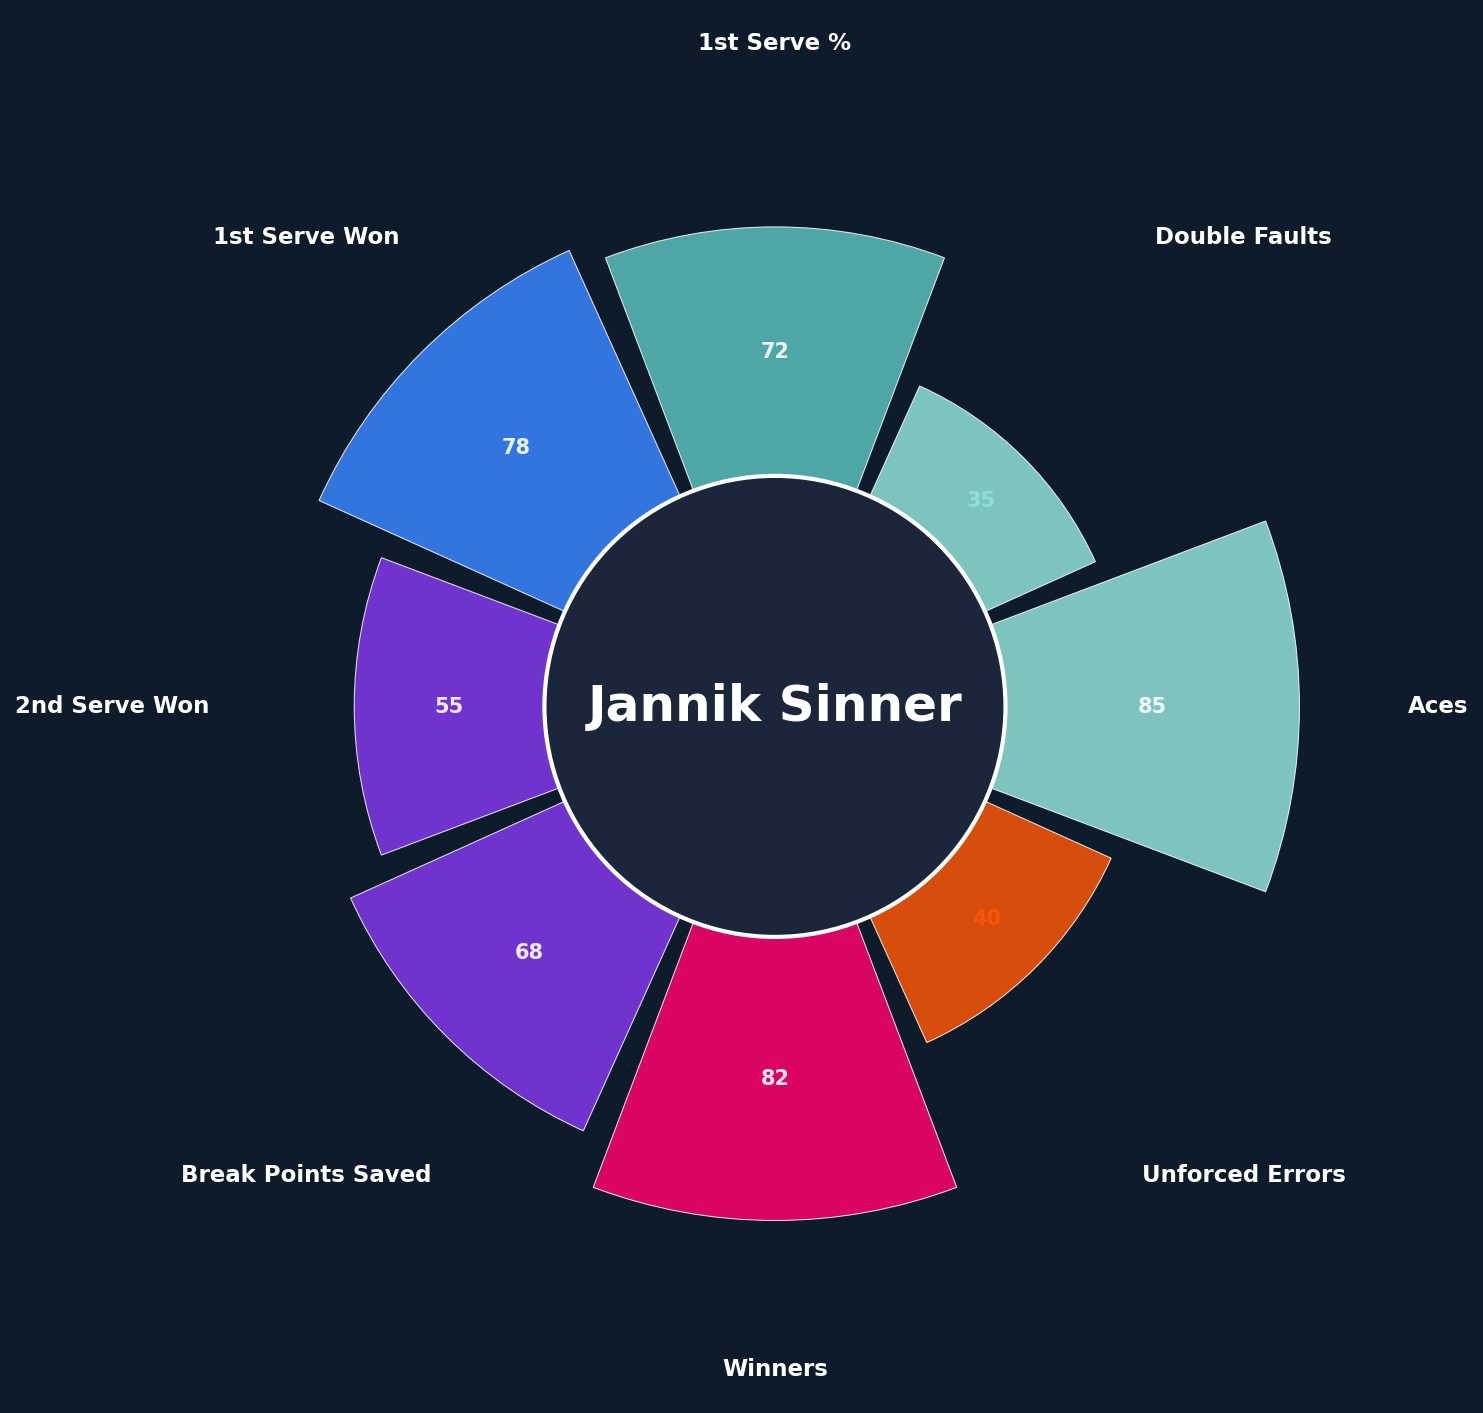 1st Serve %
1st Serve Won
Double Faults
72
78
35
2nd Serve Won
55
Jannik Sinner
85
Aces
40
68
82
Break Points Saved
Unforced Errors
Winners